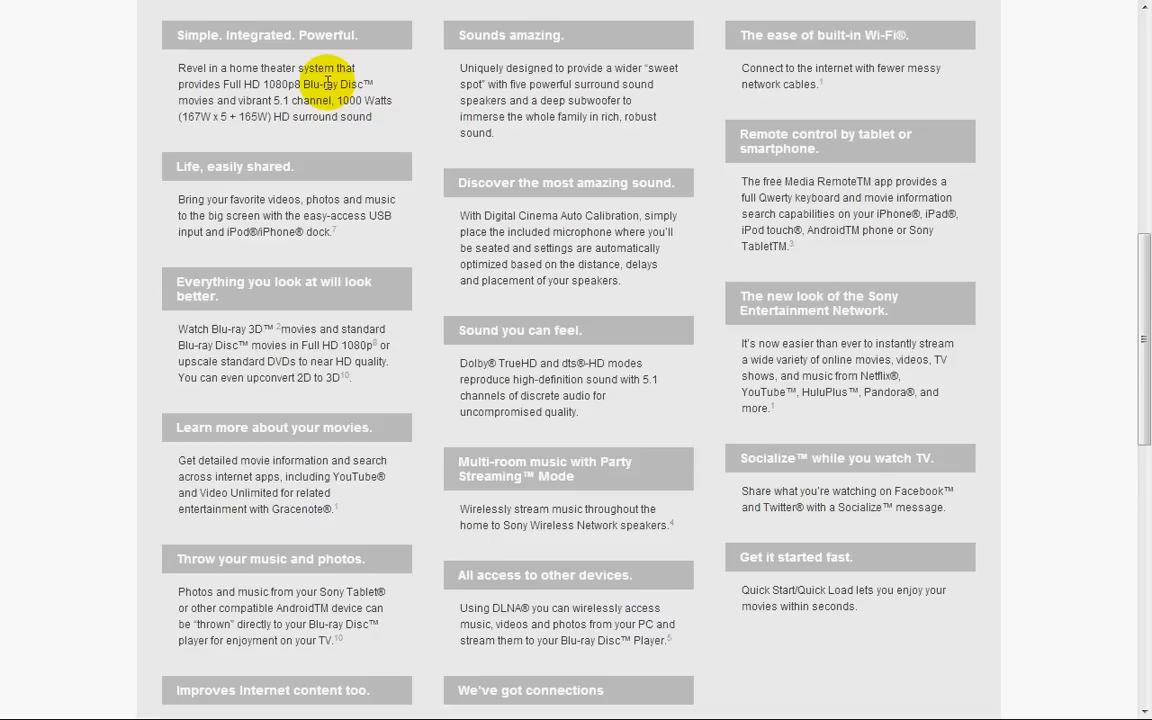 Simple. Integrated. Powerful.
Revel in a home theater system that
provides Full HD 1080p8 Blu-ray Disc™
movies and vibrant 5.1 channel, 1000 Watts
(167W x 5 + 165W) HD surround sound
Life, easily shared.
Bring your favorite videos, photos and music
to the big screen with the easy-access USB
input and iPod®/iPhone® dock.7
Everything you look at will look
better.
Watch Blu-ray 3D™ 2movies and standard
Blu-ray Disc™ movies in Full HD 1080p8 or
upscale standard DVDs to near HD quality.
You can even upconvert 2D to 3D10.
Learn more about your movies.
Get detailed movie information and search
across internet apps, including YouTube®
and Video Unlimited for related
entertainment with Gracenote®.1
Throw your music and photos.
Photos and music from your Sony Tablet®
or other compatible AndroidTM device can
be “thrown” directly to your Blu-ray Disc™
player for enjoyment on your TV.10
Improves Internet content too.
Sounds amazing.
Uniquely designed to provide a wider “sweet
spot” with five powerful surround sound
speakers and a deep subwoofer to
immerse the whole family in rich, robust
sound.
Discover the most amazing sound.
With Digital Cinema Auto Calibration, simply
place the included microphone where you’ll
be seated and settings are automatically
optimized based on the distance, delays
and placement of your speakers.
Sound you can feel.
Dolby® TrueHD and dts®-HD modes
reproduce high-definition sound with 5.1
channels of discrete audio for
uncompromised quality.
Multi-room music with Party
Streaming™ Mode
Wirelessly stream music throughout the
home to Sony Wireless Network speakers.4
All access to other devices.
Using DLNA® you can wirelessly access
music, videos and photos from your PC and
stream them to your Blu-ray Disc™ Player.5
We’ve got connections
The ease of built-in Wi-Fi®.
Connect to the internet with fewer messy
network cables.1
Remote control by tablet or
smartphone.
The free Media RemoteTM app provides a
full Qwerty keyboard and movie information
search capabilities on your iPhone®, iPad®,
iPod touch®, AndroidTM phone or Sony
TabletTM.3
The new look of the Sony
Entertainment Network.
It’s now easier than ever to instantly stream
a wide variety of online movies, videos, TV
shows, and music from Netflix®,
YouTube™, HuluPlus™, Pandora®, and
more.1
Socialize™ while you watch TV.
Share what you’re watching on Facebook™
and Twitter® with a Socialize™ message.
Get it started fast.
Quick Start/Quick Load lets you enjoy your
movies within seconds.